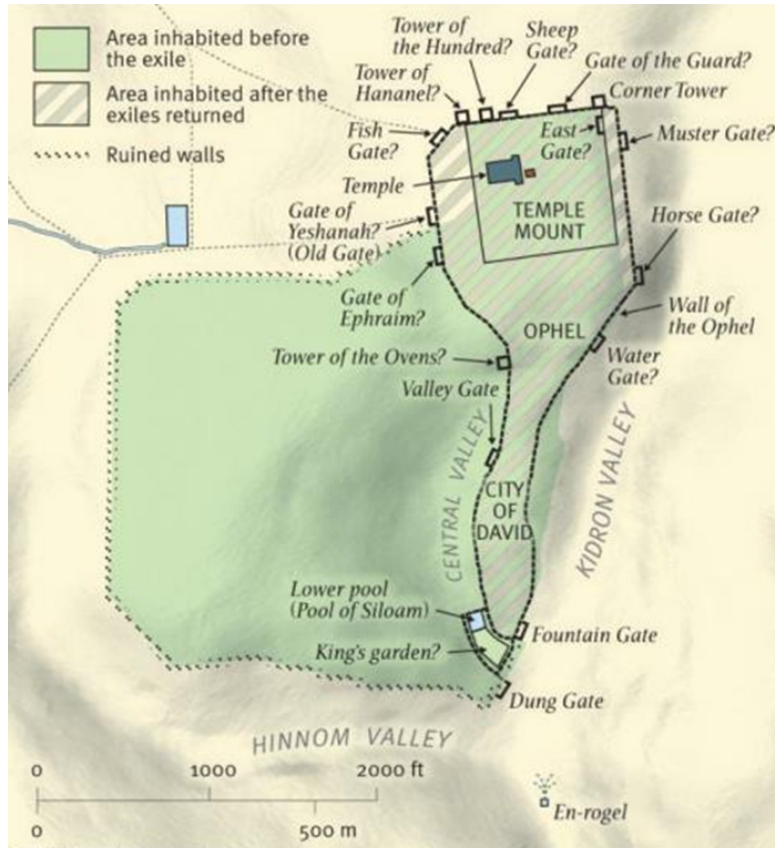 Area inhabited before
the exile
Area inhabited after the
exiles returned
Ruined walls
Tower of
the Hundred?
Sheep
Gate?
Gate of the Guard?
Tower of
Hananel?
Corner Tower
Fish
Gate?
East
Gate?
Muster Gate?
Temple
TEMPLE
MOUNT
Gate of
Yeshanah?
(Old Gate)
Horse Gate?
Gate of
Ephraim?
Wall of
the Ophel
OPHEL
Tower of the Ovens?
Water
Gate?
Valley Gate
CENTRAL VALLEY
KIDRON VALLEY
CITY
OF
DAVID
Lower pool
(Pool of Siloam)
King's garden?
Fountain Gate
Dung Gate
HINNOM VALLEY
0 1000 2000 ft
0 500 m
En-rogel